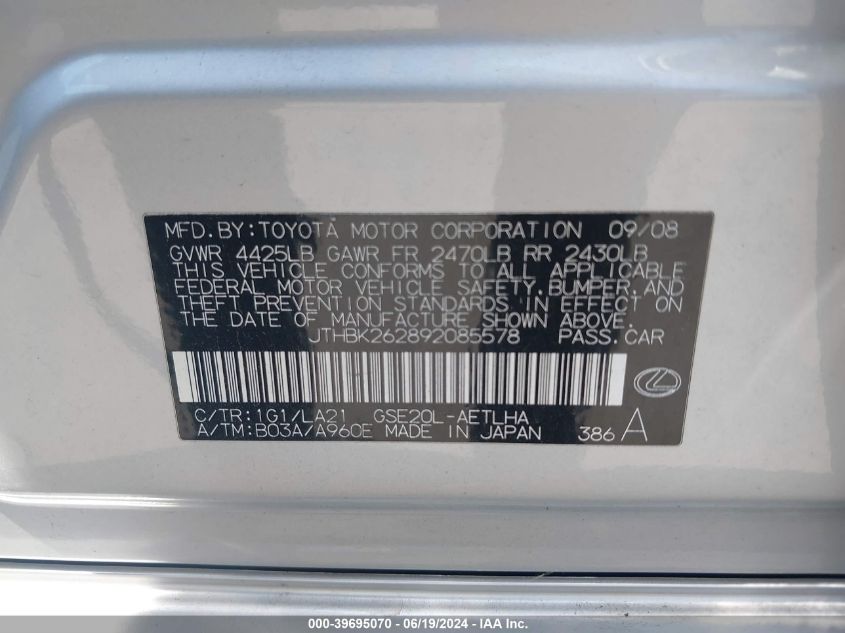 MFD.BY:TOYOTA MOTOR CORPORATION 09/08
GVWR 4425LB GAWR FR 2470LB RR 2430LB
THIS VEHICLE CONFORMS TO ALL APPLICABLE
FEDERAL MOTOR VEHICLE SAFETY,BUMPER,AND
THEFT PREVENTION STANDARDS IN EFFECT ON
THE DATE OF MANUFACTURE SHOWN ABOVE.
JTHBK262892085578 PASS.CAR
C/TR:1G1/LA21 GSE20L-AETLHA
A/TM:B03A/A960E MADE IN JAPAN 386 A
000-39695070 - 06/19/2024 - IAA Inc.